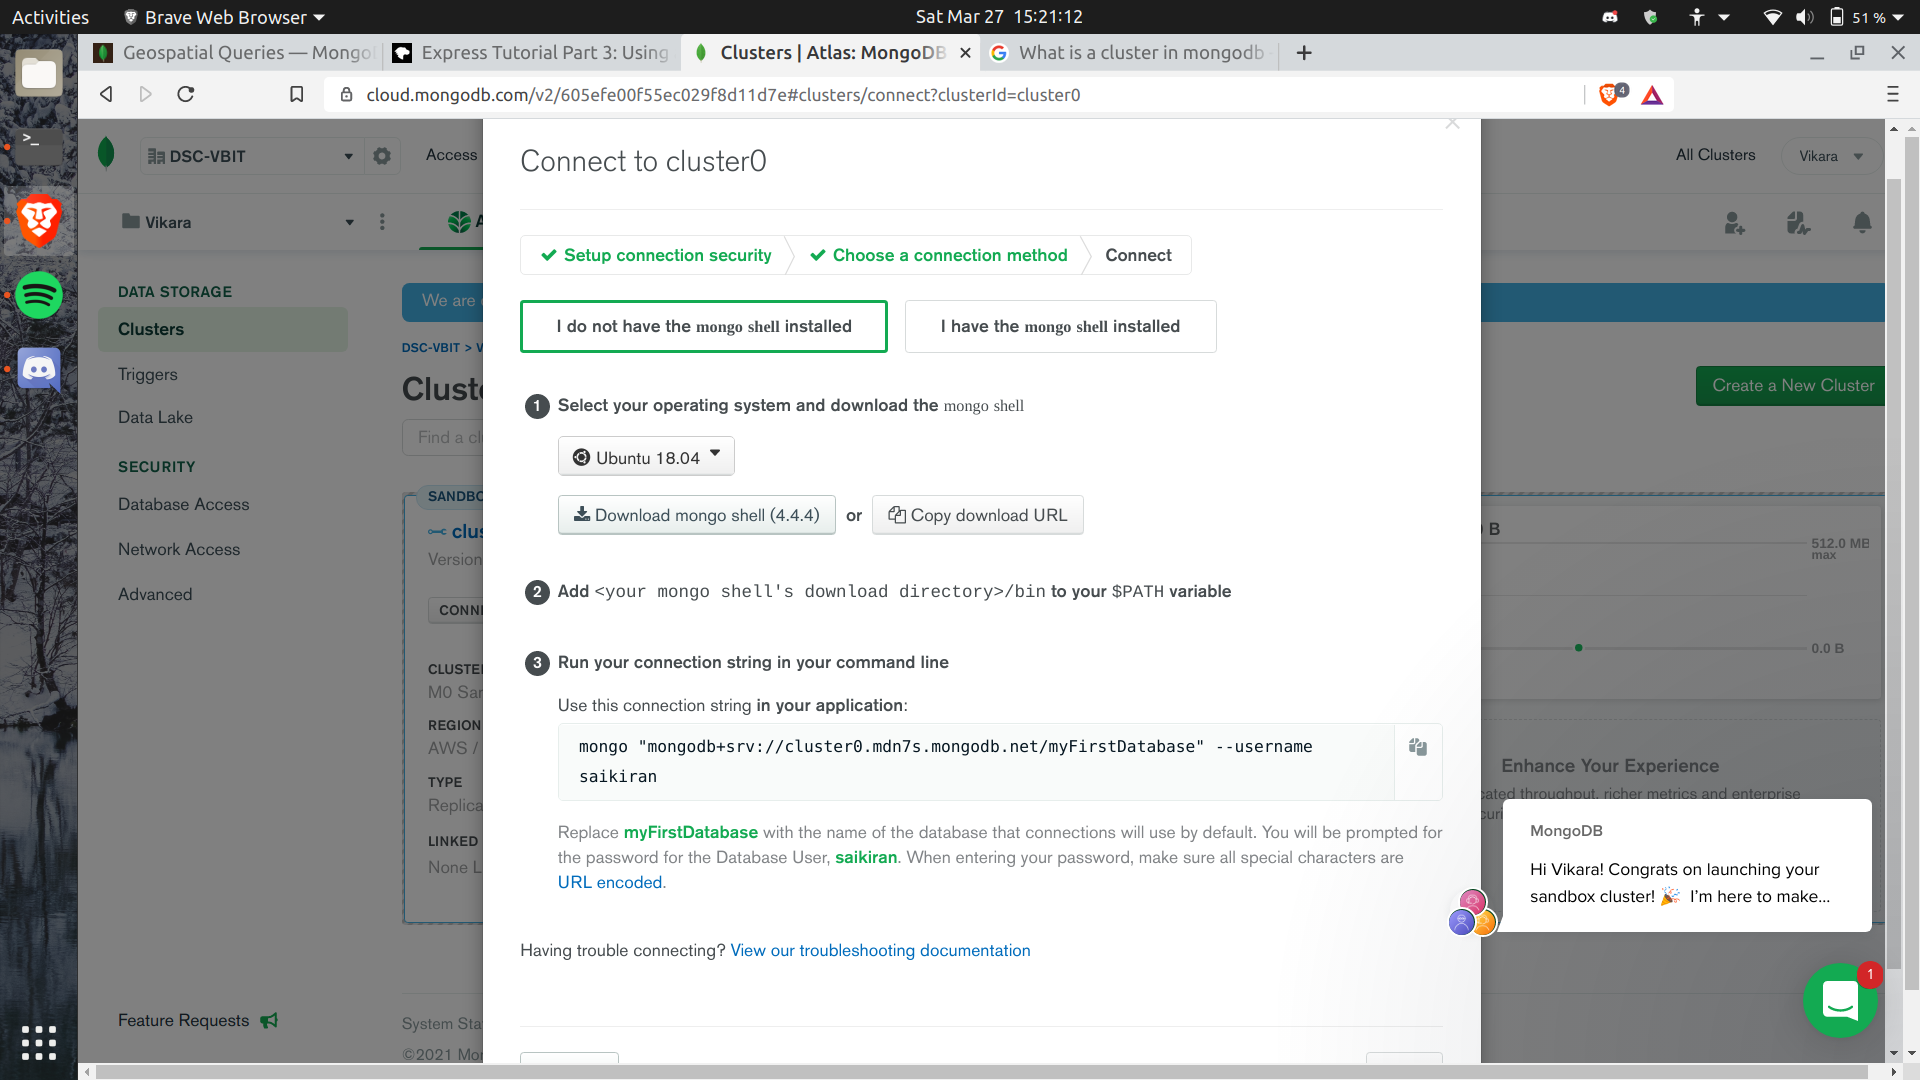 Activities
Brave Web Browser
Sat Mar 27 15:21:12
51 %
Geospatial Queries — Mongo
Express Tutorial Part 3: Using
Clusters | Atlas: MongoDB
What is a cluster in mongodb
cloud.mongodb.com/v2/605efe00f55ec029f8d11d7e#clusters/connect?clusterId=cluster0
4
DSC-VBIT
Access
All Clusters
Vikara
Vikara
A
Connect to cluster0
Setup connection security
Choose a connection method
Connect
DATA STORAGE
Clusters
Triggers
Data Lake
SECURITY
Database Access
Network Access
Advanced
Feature Requests
We are
DSC-VBIT > V
Clust
Find a cl
Create a New Cluster
SANDBO
clus
Version
CONN
CLUSTE
M0 San
REGION
AWS /
TYPE
Replica
LINKED
None L
System Sta
©2021 Mon
I do not have the mongo shell installed
I have the mongo shell installed
1 Select your operating system and download the mongo shell
Ubuntu 18.04
Download mongo shell (4.4.4)
or
Copy download URL
2 Add <your mongo shell's download directory>/bin to your $PATH variable
3 Run your connection string in your command line
Use this connection string in your application:
mongo "mongodb+srv://cluster0.mdn7s.mongodb.net/myFirstDatabase" --username
saikiran
Replace myFirstDatabase with the name of the database that connections will use by default. You will be prompted for
the password for the Database User, saikiran. When entering your password, make sure all special characters are
URL encoded.
Having trouble connecting? View our troubleshooting documentation
B
512.0 MB
max
0.0 B
Enhance Your Experience
cated throughput, richer metrics and enterprise
MongoDB
Hi Vikara! Congrats on launching your
sandbox cluster! 🎉 I'm here to make...
1